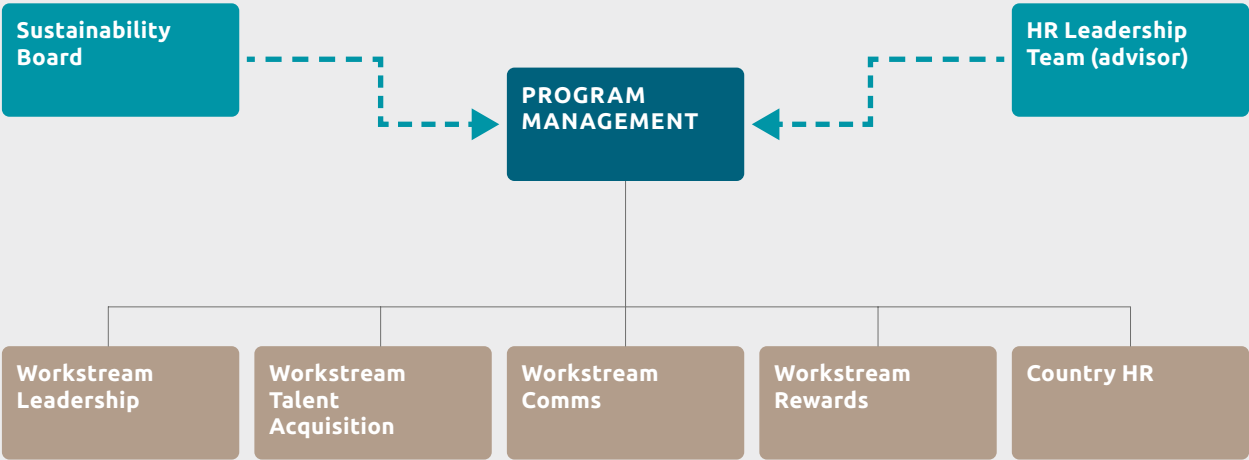 Sustainability
Board
HR Leadership
Team (advisor)
PROGRAM
MANAGEMENT
Workstream
Leadership
Workstream
Talent
Acquisition
Workstream
Comms
Workstream
Rewards
Country HR